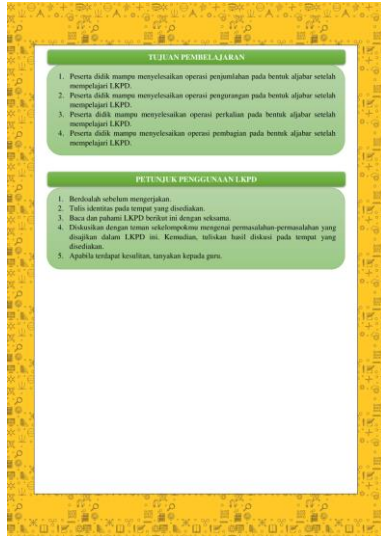 TUJUAN PEMBELAJARAN
1. Peserta didik mampu menyelesaikan operasi penjumlahan pada bentuk aljabar setelah
mempelajari LKPD.
2. Peserta didik mampu menyelesaikan operasi pengurangan pada bentuk aljabar setelah
mempelajari LKPD.
3. Peserta didik mampu menyelesaikan operasi perkalian pada bentuk aljabar setelah
mempelajari LKPD.
4. Peserta didik mampu menyelesaikan operasi pembagian pada bentuk aljabar setelah
mempelajari LKPD.
PETUNJUK PENGGUNAAN LKPD
1. Berdoalah sebelum mengerjakan.
2. Tulis identitas pada tempat yang disediakan.
3. Baca dan pahami LKPD berikut ini dengan seksama.
4. Diskusikan dengan teman sekelompokmu mengenai permasalahan-permasalahan yang
disajikan dalam LKPD ini. Kemudian, tuliskan hasil diskusi pada tempat yang
disediakan.
5. Apabila terdapat kesulitan, tanyakan kepada guru.